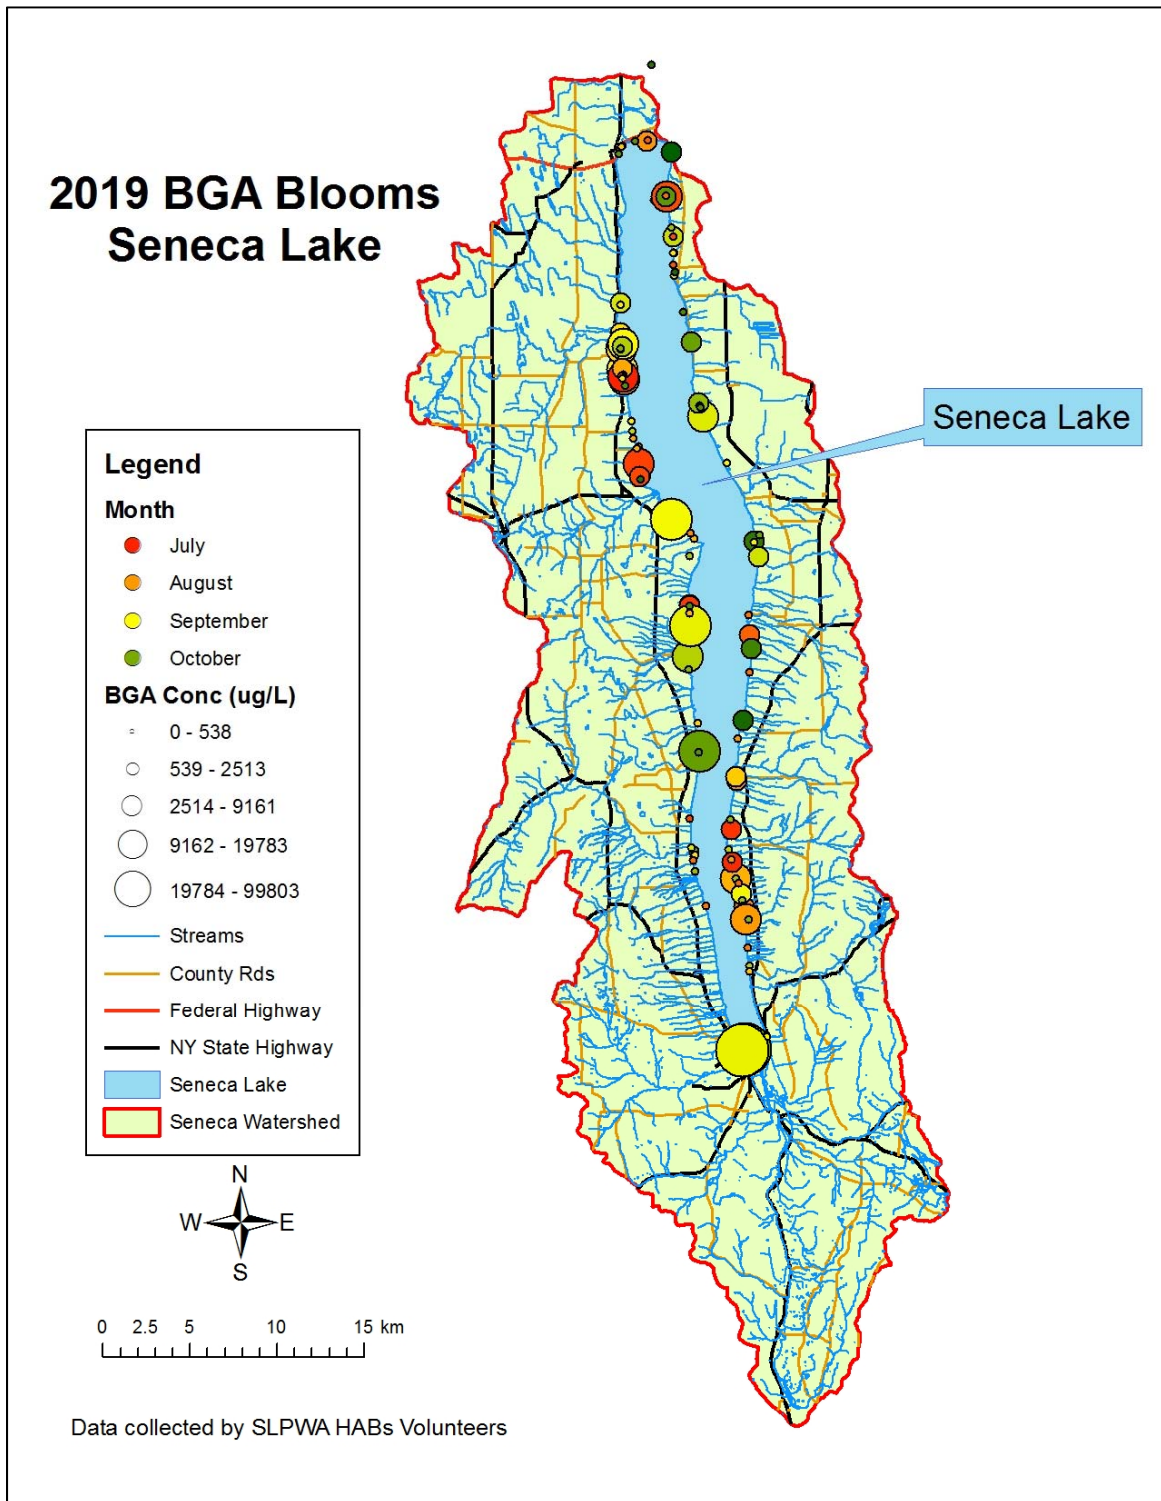 2019 BGA Blooms
Seneca Lake
Seneca Lake
Legend
Month
July
August
September
October
BGA Conc (ug/L)
0 - 538
539 - 2513
2514 - 9161
9162 - 19783
19784 - 99803
Streams
County Rds
Federal Highway
NY State Highway
Seneca Lake
Seneca Watershed
N
W E
S
0 2.5 5 10 15 km
Data collected by SLPWA HABs Volunteers